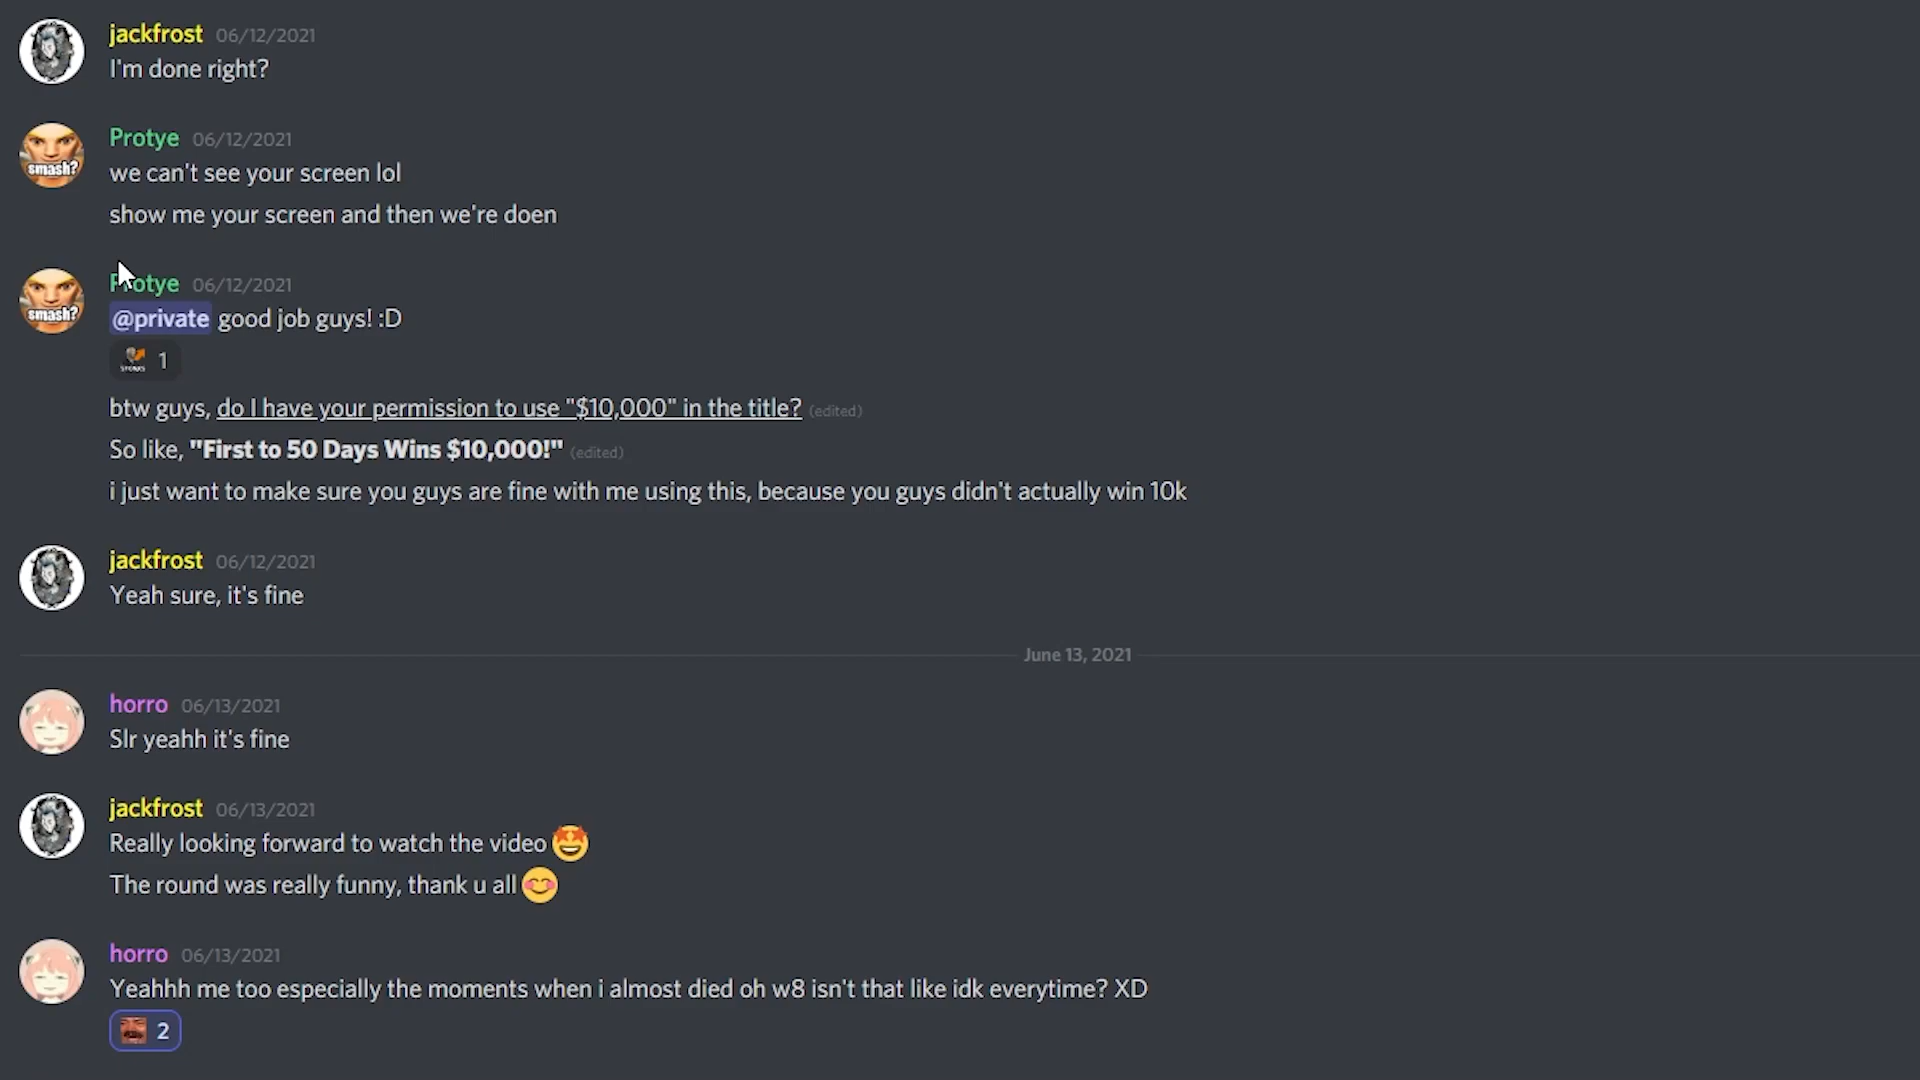 jackfrost 06/12/2021
I'm done right?
Protye 06/12/2021
smash?
we can't see your screen lol
show me your screen and then we're doen
Protye 06/12/2021
smash?
@private good job guys! :D
STONKS 1
btw guys, do I have your permission to use "$10,000" in the title? (edited)
So like, "First to 50 Days Wins $10,000!" (edited)
i just want to make sure you guys are fine with me using this, because you guys didn't actually win 10k
jackfrost 06/12/2021
Yeah sure, it's fine
June 13, 2021
horro 06/13/2021
Slr yeahh it's fine
jackfrost 06/13/2021
Really looking forward to watch the video 🤩
The round was really funny, thank u all 😊
horro 06/13/2021
Yeahhh me too especially the moments when i almost died oh w8 isn't that like idk everytime? XD
2